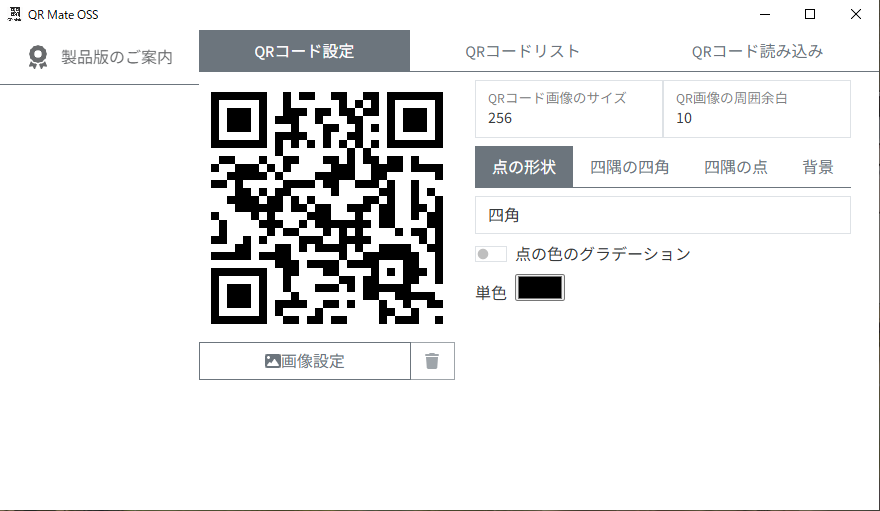 QR Mate OSS
製品版のご案内
QRコード設定
QRコードリスト
QRコード読み込み
QRコード画像のサイズ
256
QR画像の周囲余白
10
点の形状
四隅の四角
四隅の点
背景
四角
点の色のグラデーション
単色
画像設定